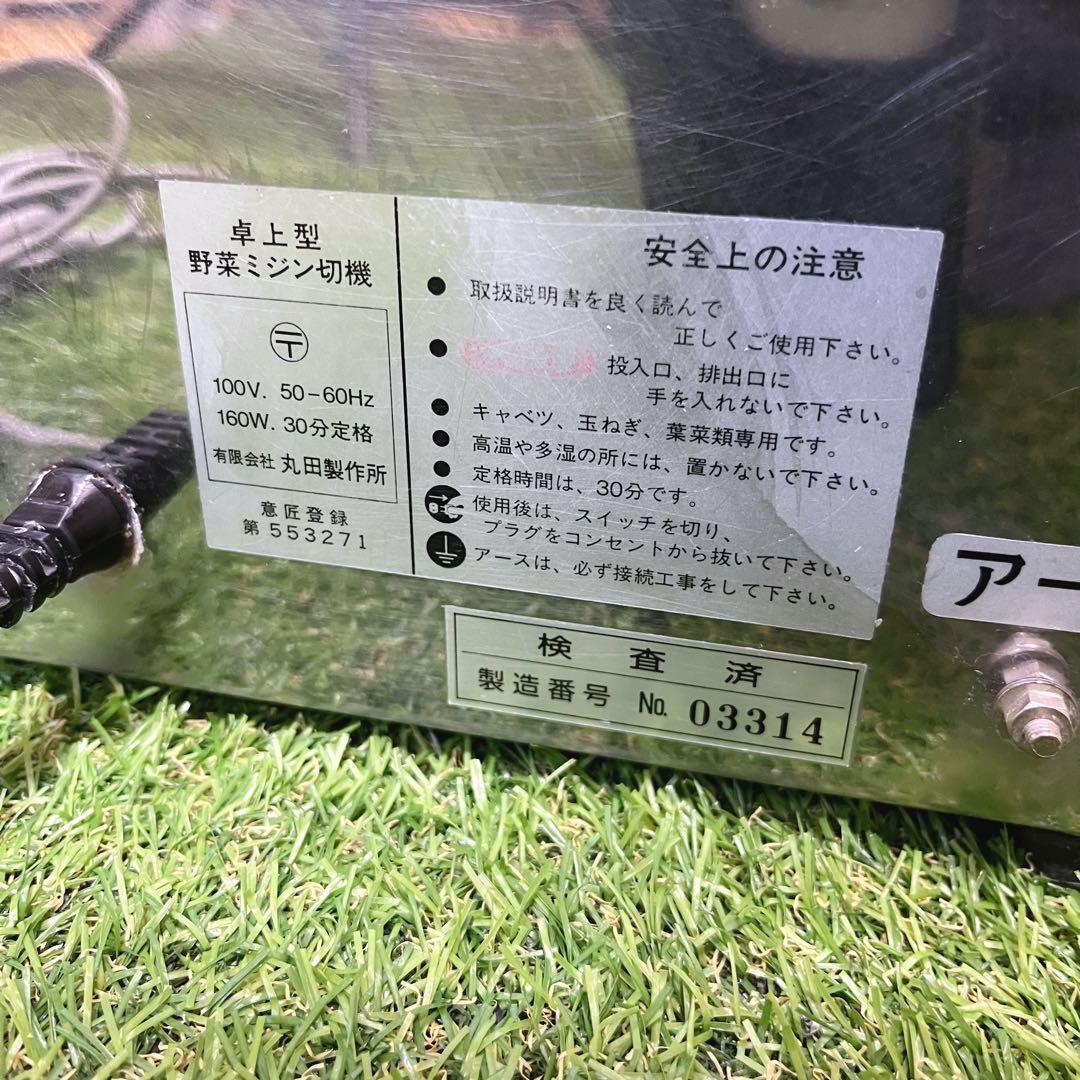 卓上型
野菜ミジン切機
〒
100V. 50-60Hz
160W. 30分定格
有限会社 丸田製作所
意匠登録
第 553271
安全上の注意
● 取扱説明書を良く読んで
正しくご使用下さい。
● 投入口、排出口に
手を入れないで下さい。
● キャベツ、玉ねぎ、葉菜類専用です。
● 高温や多湿の所には、置かないで下さい。
● 定格時間は、30分です。
使用後は、スイッチを切り、
プラグをコンセントから抜いて下さい。
アースは、必ず接続工事をして下さい。
検査済
製造番号 No. 03314
アー